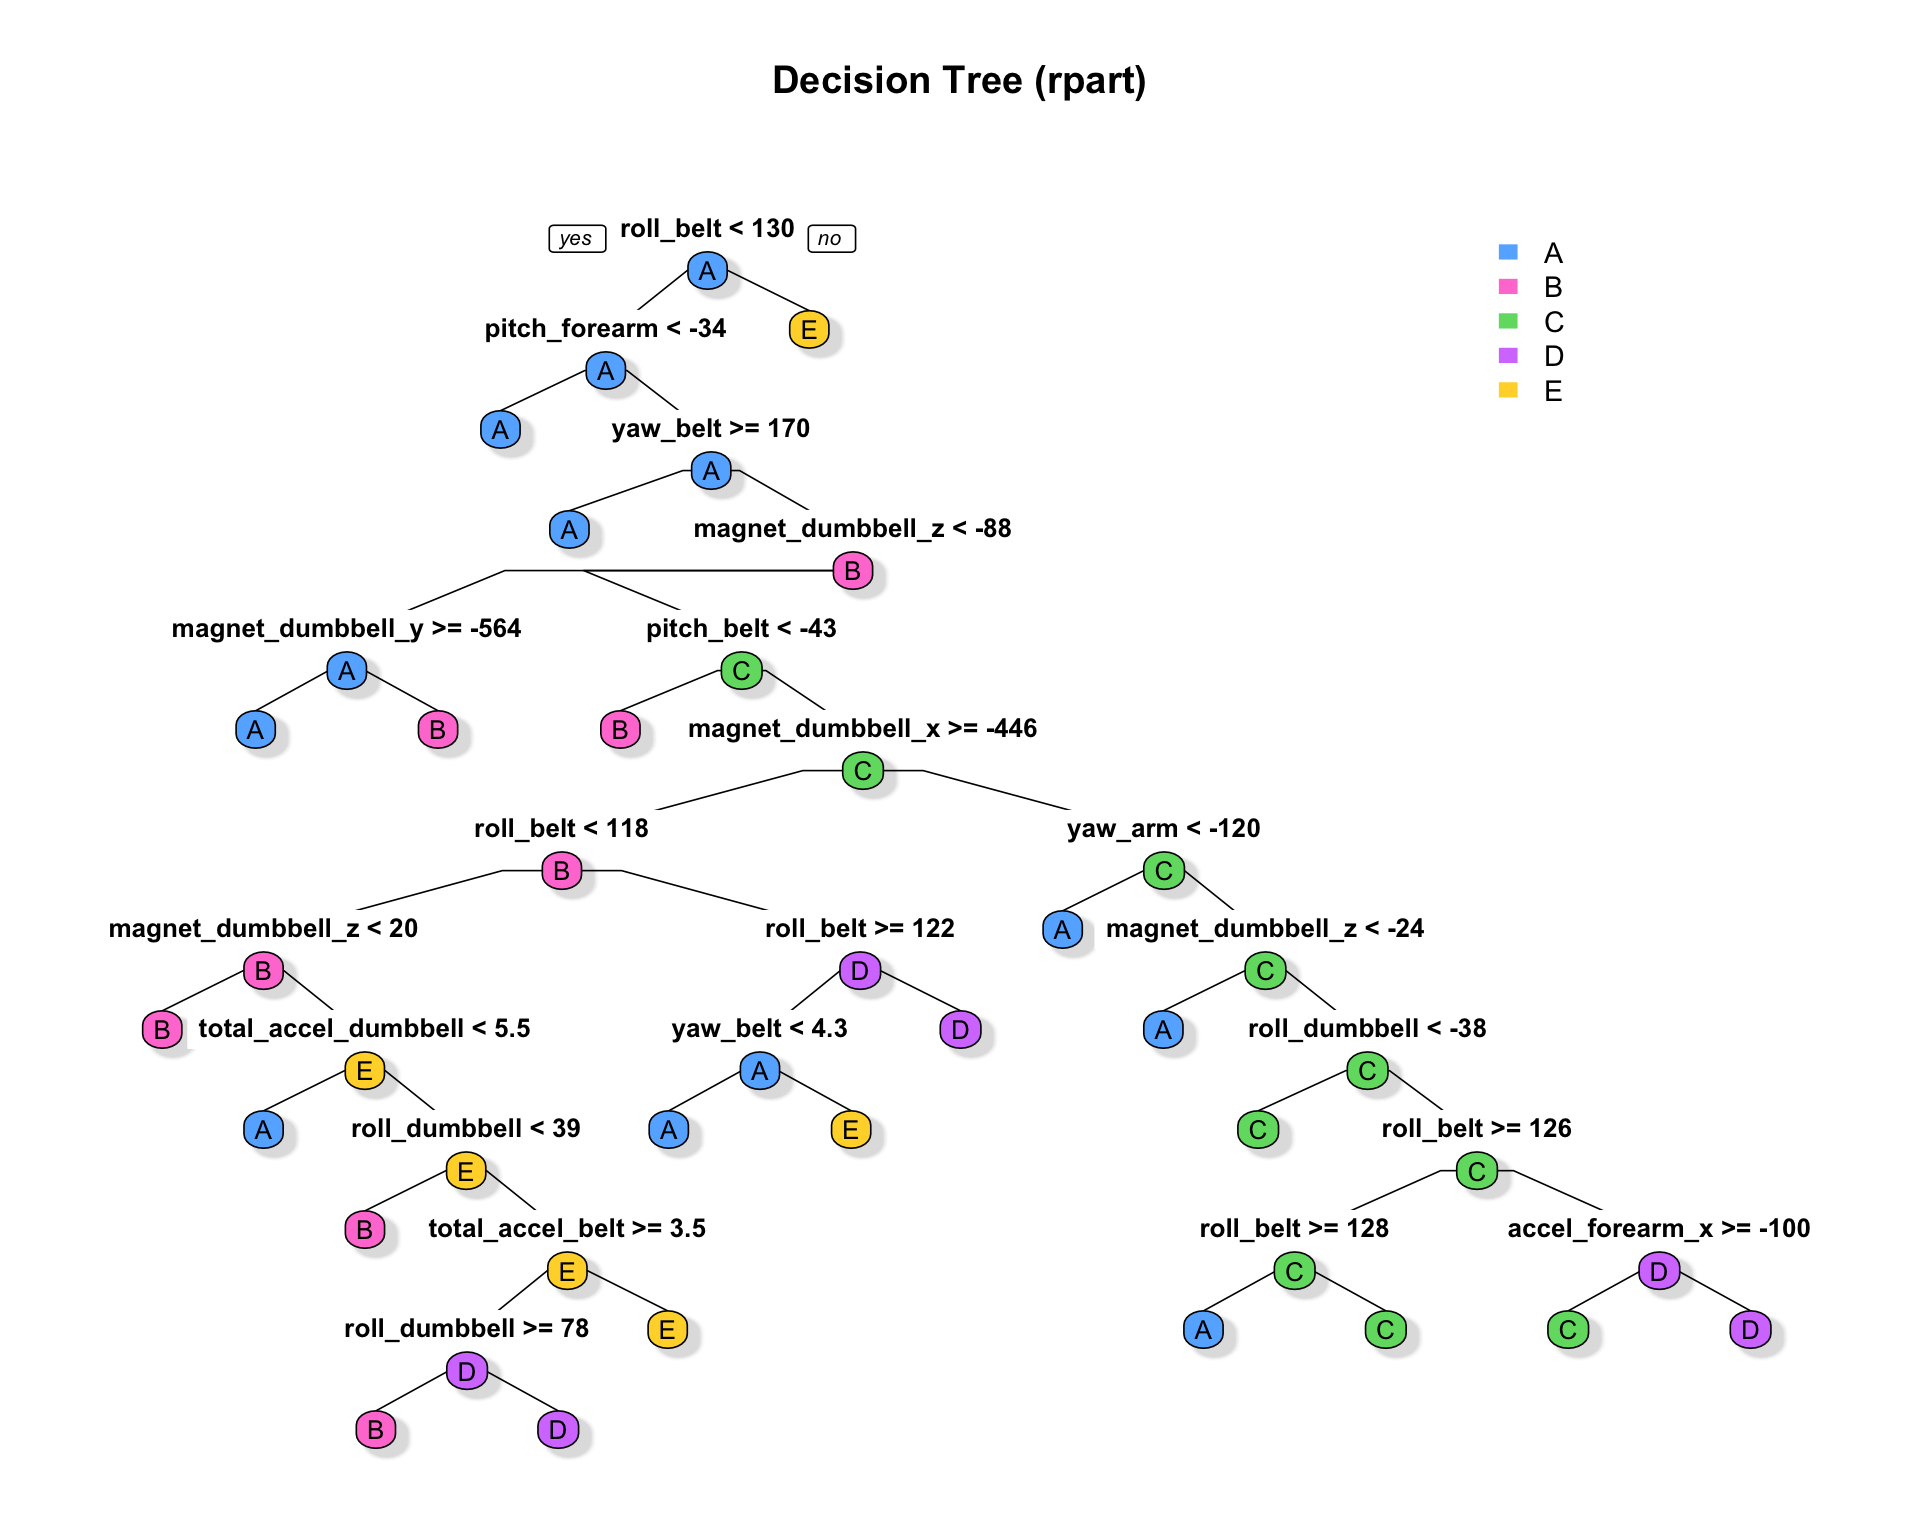 Decision Tree (rpart)
yes roll_belt < 130 no
A
B
C
D
E
A
pitch_forearm < -34 E
A
A yaw_belt >= 170
A
A magnet_dumbbell_z < -88
B
magnet_dumbbell_y >= -564 pitch_belt < -43
A C
A B B magnet_dumbbell_x >= -446
C
roll_belt < 118 yaw_arm < -120
B C
magnet_dumbbell_z < 20 roll_belt >= 122 A magnet_dumbbell_z < -24
B D C
B total_accel_dumbbell < 5.5 yaw_belt < 4.3 D A roll_dumbbell < -38
E A C
A roll_dumbbell < 39 A E C roll_belt >= 126
E C
B total_accel_belt >= 3.5 roll_belt >= 128 accel_forearm_x >= -100
E C D
roll_dumbbell >= 78 E A C C D
D
B D